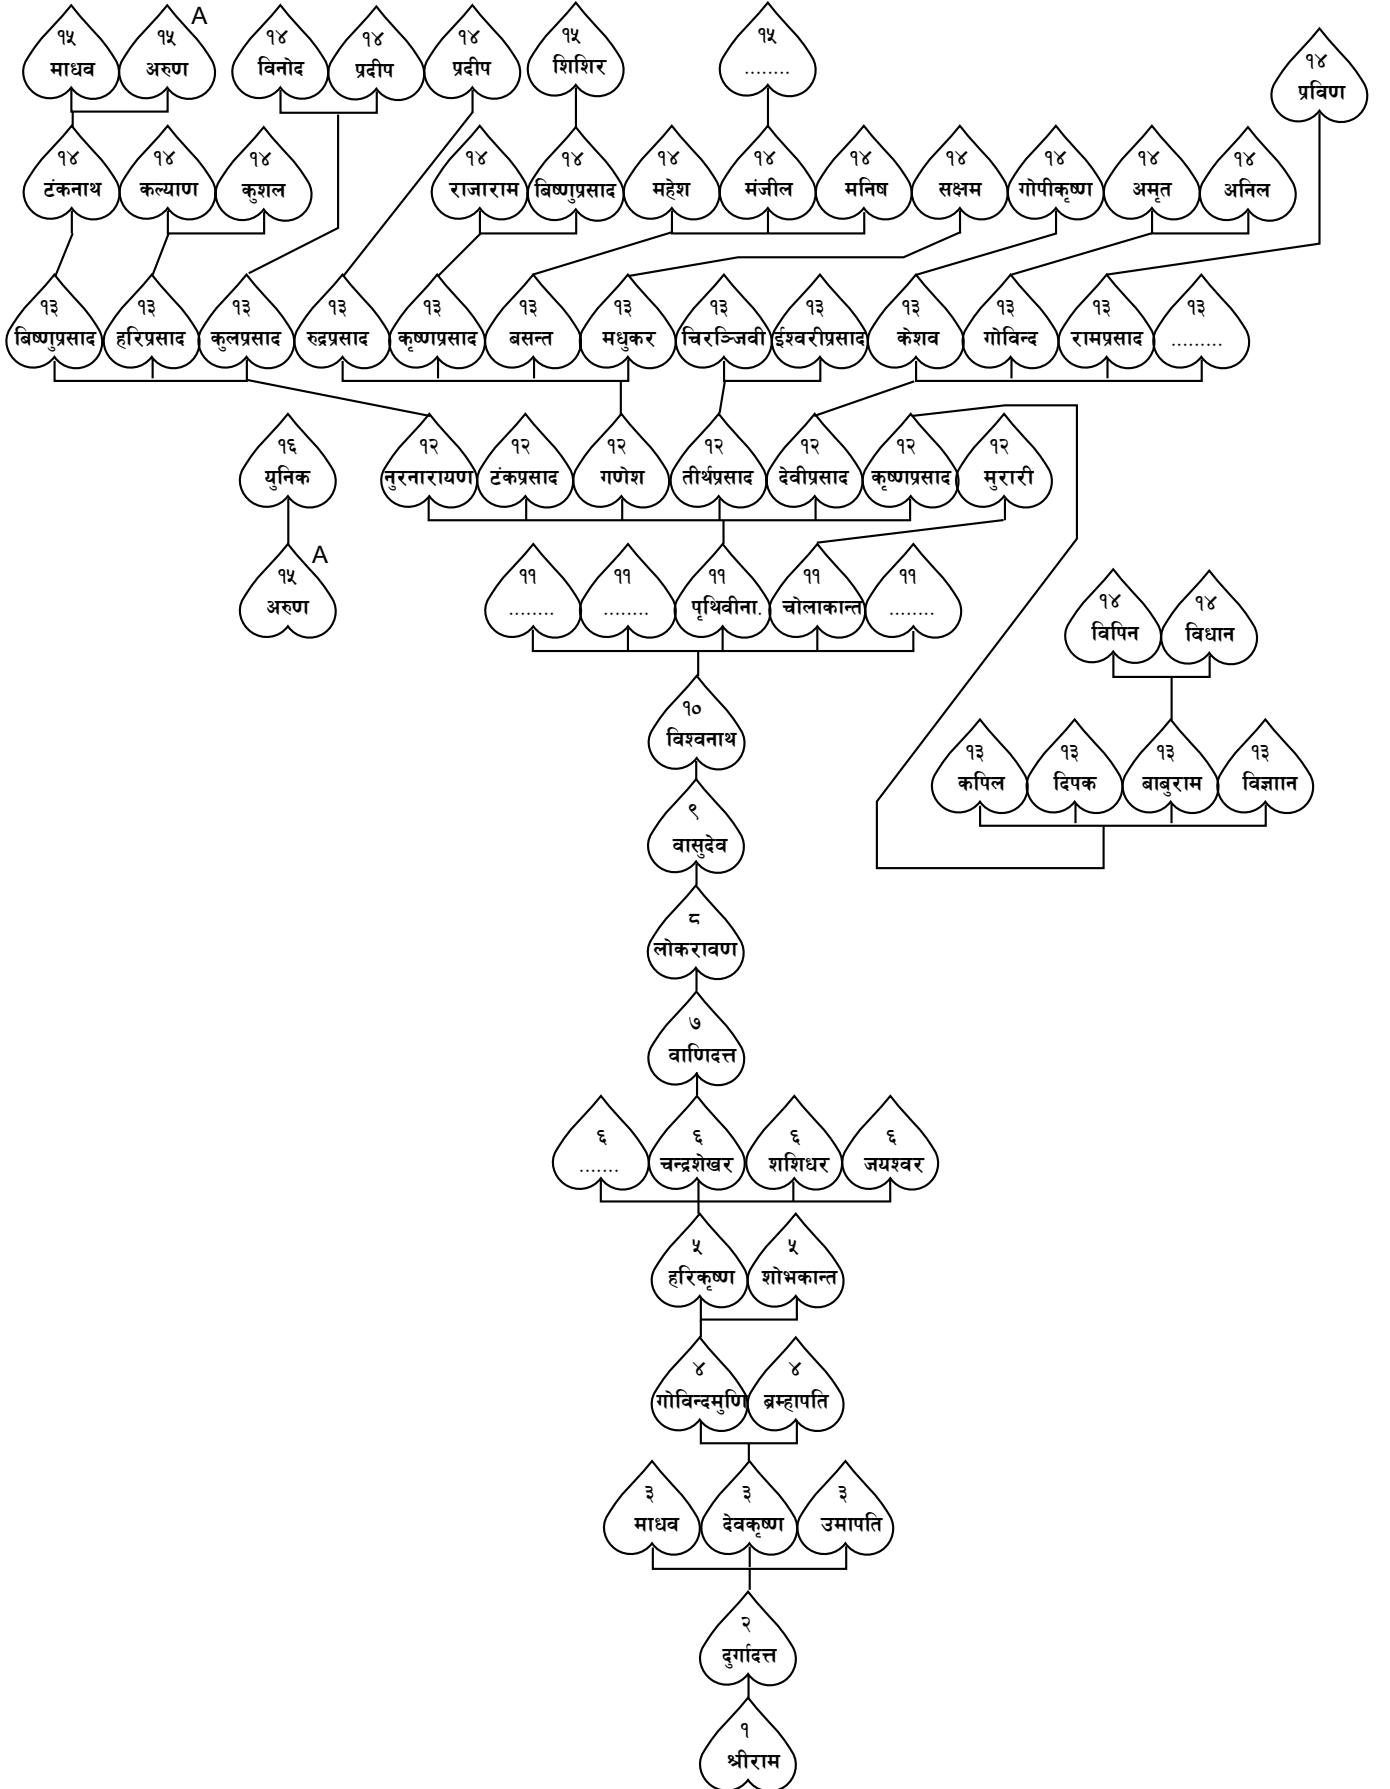 A
१५ १५ १४ १४ १४ १५ १५
माधव अरुण विनोद प्रदीप प्रदीप शिशिर ........
१४
प्रविण
१४ १४ १४ १४ १४ १४ १४ १४ १४ १४ १४ १४
टंकनाथ कल्याण कुशल राजाराम बिष्णुप्रसाद महेश मंजील मनिष सक्षम गोपीकृष्ण अमृत अनिल
१३ १३ १३ १३ १३ १३ १३ १३ १३ १३ १३ १३ १३
बिष्णुप्रसाद हरिप्रसाद कुलप्रसाद रुद्रप्रसाद कृष्णप्रसाद बसन्त मधुकर चिरञ्जिवी ईश्वरीप्रसाद केशव गोविन्द रामप्रसाद .........
१६ १२ १२ १२ १२ १२ १२ १२
युनिक नुरनारायण टंकप्रसाद गणेश तीर्थप्रसाद देवीप्रसाद कृष्णप्रसाद मुरारी
A
१५ ११ ११ ११ ११ ११
अरुण ........ ........ पृथिवीना. चोलाकान्त ........
१४ १४
विपिन विधान
१०
विश्वनाथ
१३ १३ १३ १३
कपिल दिपक बाबुराम विज्ञाान
९
वासुदेव
८
लोकरावण
७
वाणिदत्त
६ ६ ६ ६
....... चन्द्रशेखर शशिधर जयश्वर
५ ५
हरिकृष्ण शोभकान्त
४ ४
गोविन्दमुणि ब्रम्हापति
३ ३ ३
माधव देवकृष्ण उमापति
२
दुर्गादत्त
१
श्रीराम